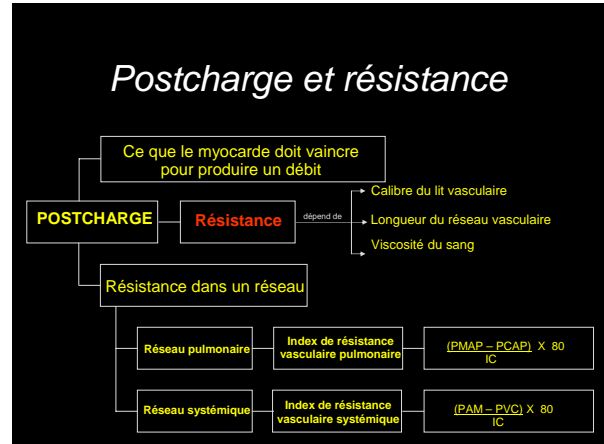 Postcharge et résistance
Ce que le myocarde doit vaincre
pour produire un débit
POSTCHARGE
Résistance
dépend de
Calibre du lit vasculaire
Longueur du réseau vasculaire
Viscosité du sang
Résistance dans un réseau
Réseau pulmonaire
Index de résistance
vasculaire pulmonaire
(PMAP – PCAP) X 80
IC
Réseau systémique
Index de résistance
vasculaire systémique
(PAM – PVC) X 80
IC